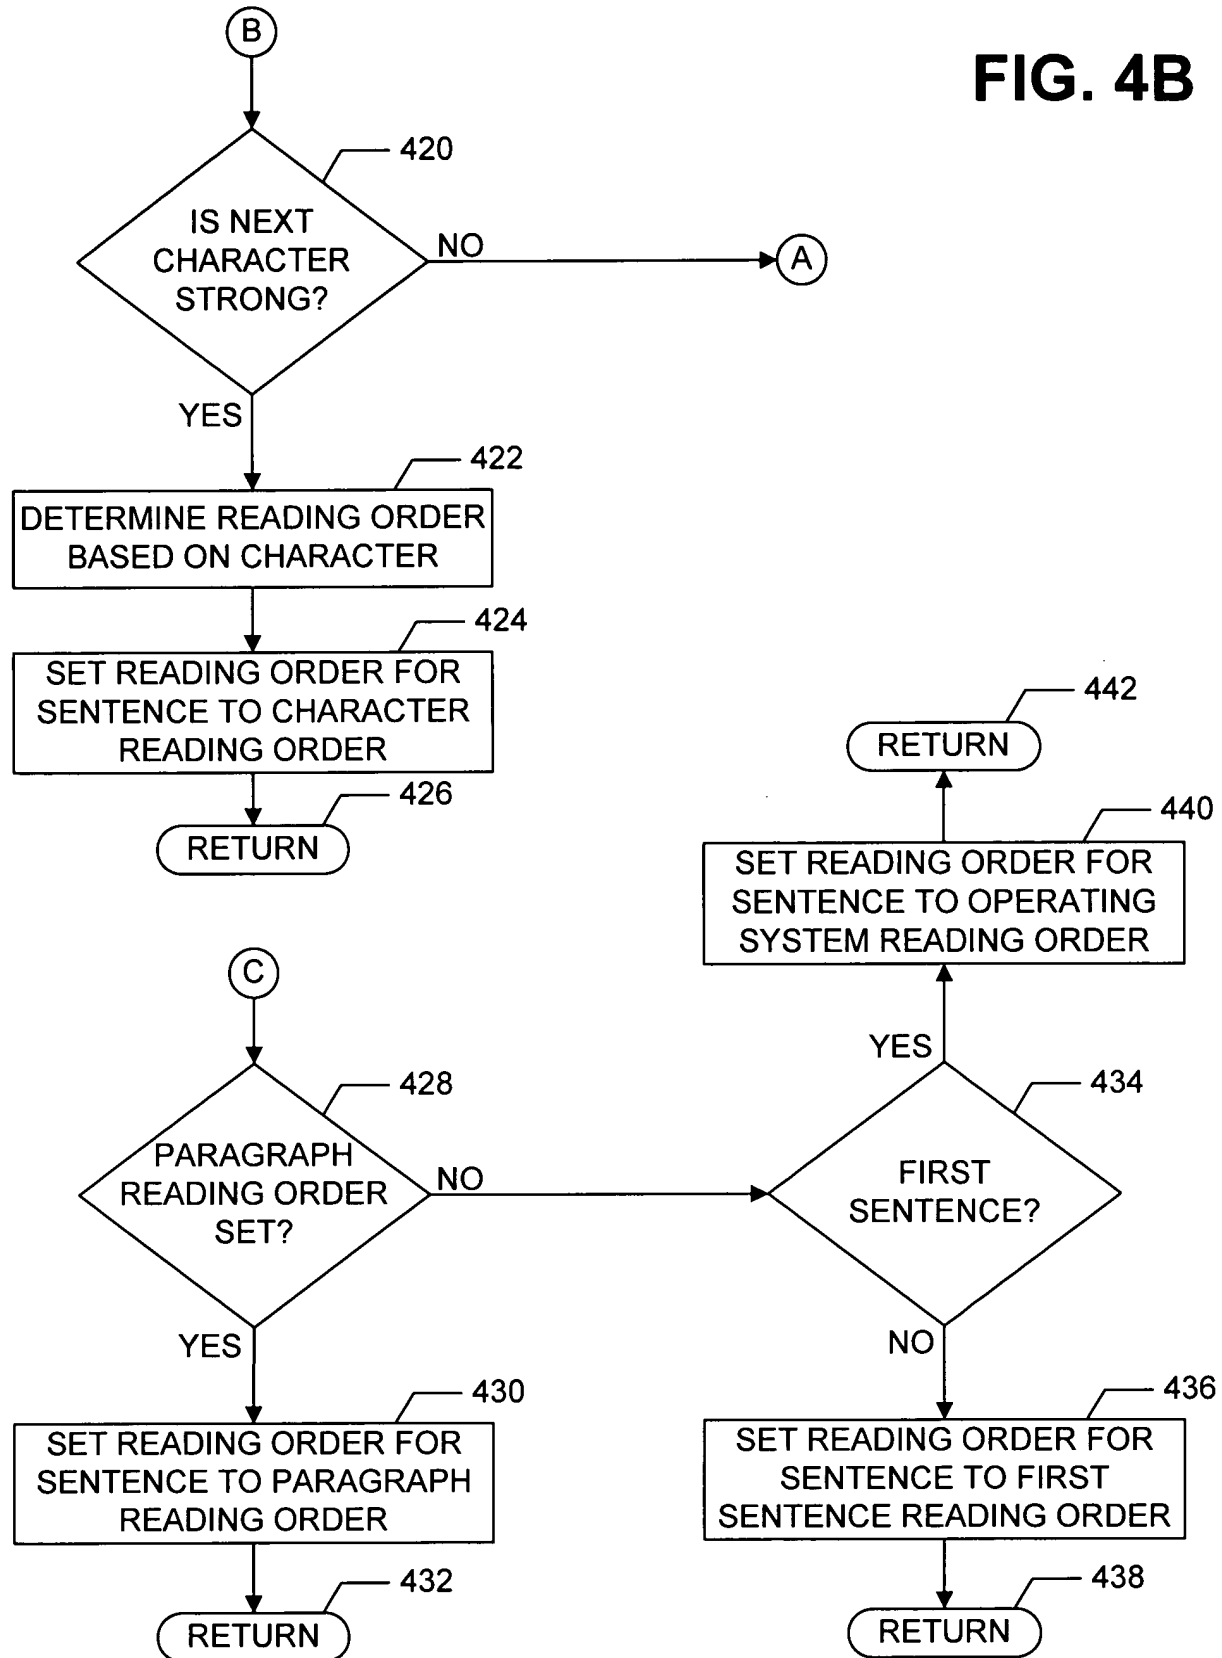 B
FIG. 4B
420
IS NEXT
CHARACTER
STRONG?
NO
A
YES
422
DETERMINE READING ORDER
BASED ON CHARACTER
424
SET READING ORDER FOR
SENTENCE TO CHARACTER
READING ORDER
426
RETURN
442
RETURN
440
SET READING ORDER FOR
SENTENCE TO OPERATING
SYSTEM READING ORDER
C
428
PARAGRAPH
READING ORDER
SET?
NO
YES
434
FIRST
SENTENCE?
YES
430
SET READING ORDER FOR
SENTENCE TO PARAGRAPH
READING ORDER
432
RETURN
NO
436
SET READING ORDER FOR
SENTENCE TO FIRST
SENTENCE READING ORDER
438
RETURN